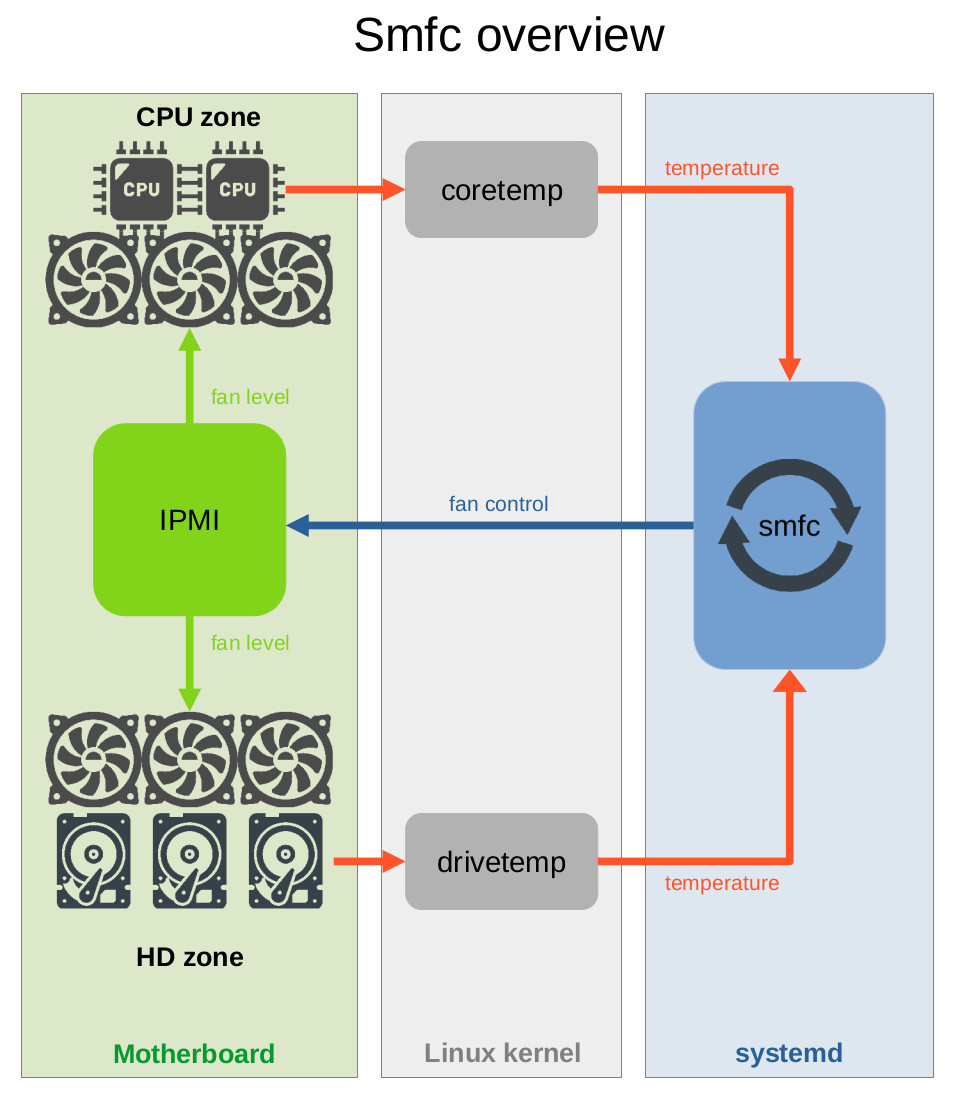 Smfc overview
CPU zone
CPU
CPU
coretemp
temperature
fan level
IPMI
fan control
smfc
fan level
drivetemp
temperature
HD zone
Motherboard
Linux kernel
systemd